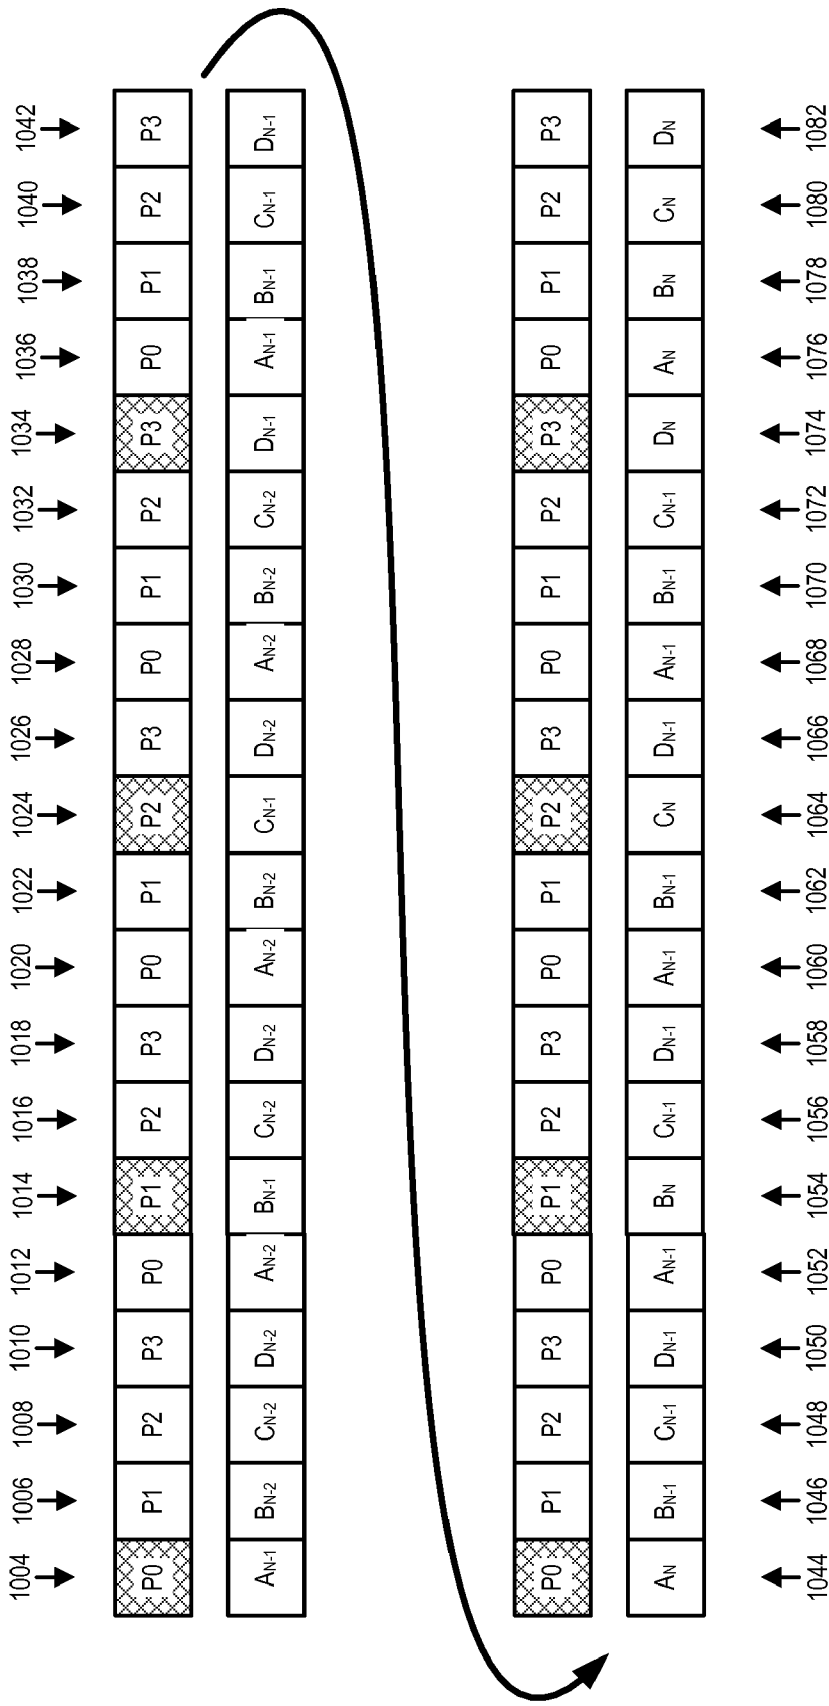 1004 1006 1008 1010 1012 1014 1016 1018 1020 1022 1024 1026 1028 1030 1032 1034 1036 1038 1040 1042
P0 P1 P2 P3 P0 P1 P2 P3 P0 P1 P2 P3 P0 P1 P2 P3 P0 P1 P2 P3
AN-1 BN-2 CN-2 DN-2 AN-2 BN-1 CN-2 DN-2 AN-2 BN-2 CN-1 DN-2 AN-2 BN-2 CN-2 DN-1 AN-1 BN-1 CN-1 DN-1
P0 P1 P2 P3 P0 P1 P2 P3 P0 P1 P2 P3 P0 P1 P2 P3 P0 P1 P2 P3
AN BN-1 CN-1 DN-1 AN-1 BN CN-1 DN-1 AN-1 BN-1 CN DN-1 AN-1 BN-1 CN-1 DN AN BN CN DN
1044 1046 1048 1050 1052 1054 1056 1058 1060 1062 1064 1066 1068 1070 1072 1074 1076 1078 1080 1082